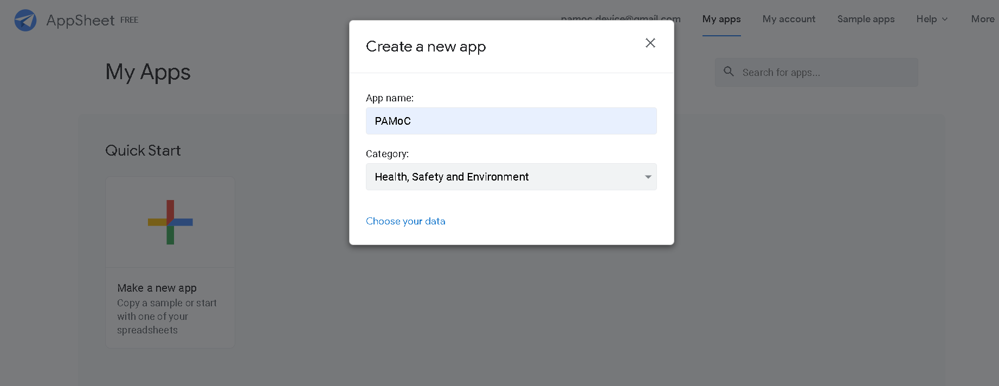 AppSheet FREE
pamoc.device@gmail.com
My apps
My account
Sample apps
Help
More
My Apps
Search for apps...
Create a new app
App name:
PAMoC
Category:
Health, Safety and Environment
Choose your data
Quick Start
Make a new app
Copy a sample or start
with one of your
spreadsheets